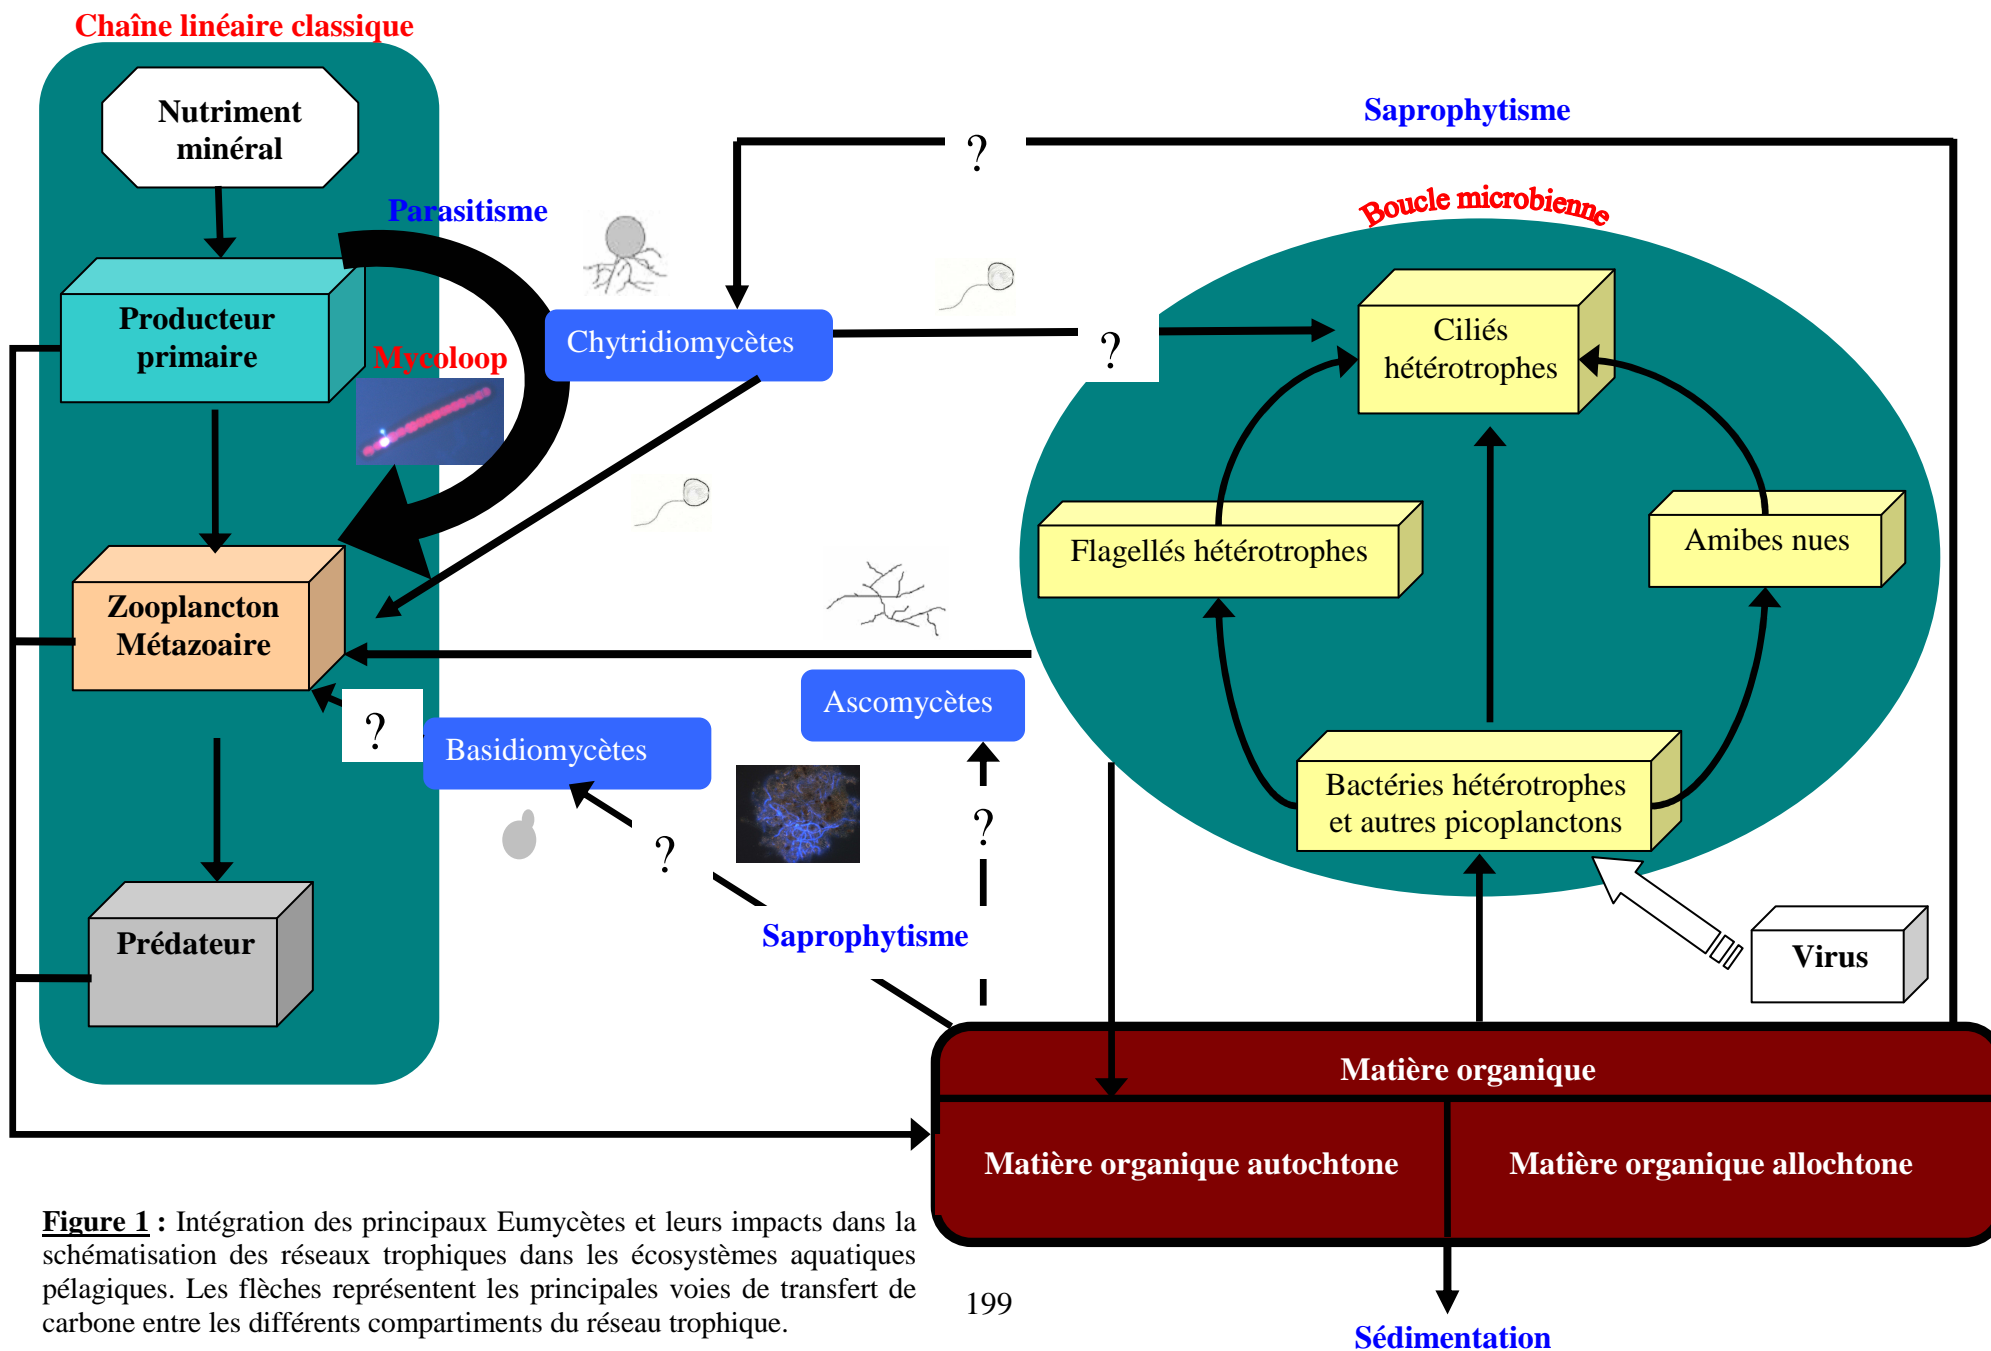 Chaîne linéaire classique
Nutriment
minéral
Saprophytisme
?
Boucle microbienne
Parasitisme
Producteur
primaire
Mycoloop
Chytridiomycètes
?
Ciliés
hétérotrophes
Flagellés hétérotrophes
Amibes nues
Zooplancton
Métazoaire
Ascomycètes
?
Basidiomycètes
Bactéries hétérotrophes
et autres picoplanctons
?
?
Prédateur
Saprophytisme
Virus
Matière organique
Matière organique autochtone
Matière organique allochtone
Figure 1 : Intégration des principaux Eumycètes et leurs impacts dans la
schématisation des réseaux trophiques dans les écosystèmes aquatiques
pélagiques. Les flèches représentent les principales voies de transfert de
carbone entre les différents compartiments du réseau trophique.
199
Sédimentation